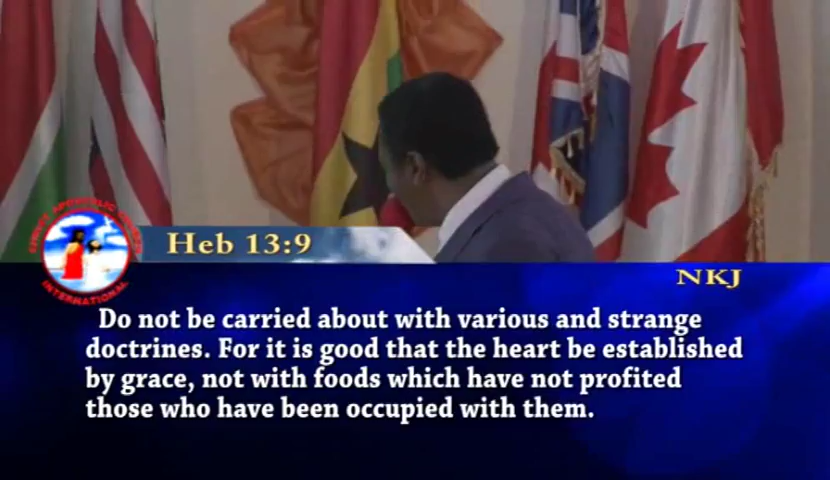 INTERNATIONAL
Heb 13:9
NKJ
Do not be carried about with various and strange
doctrines. For it is good that the heart be established
by grace, not with foods which have not profited
those who have been occupied with them.